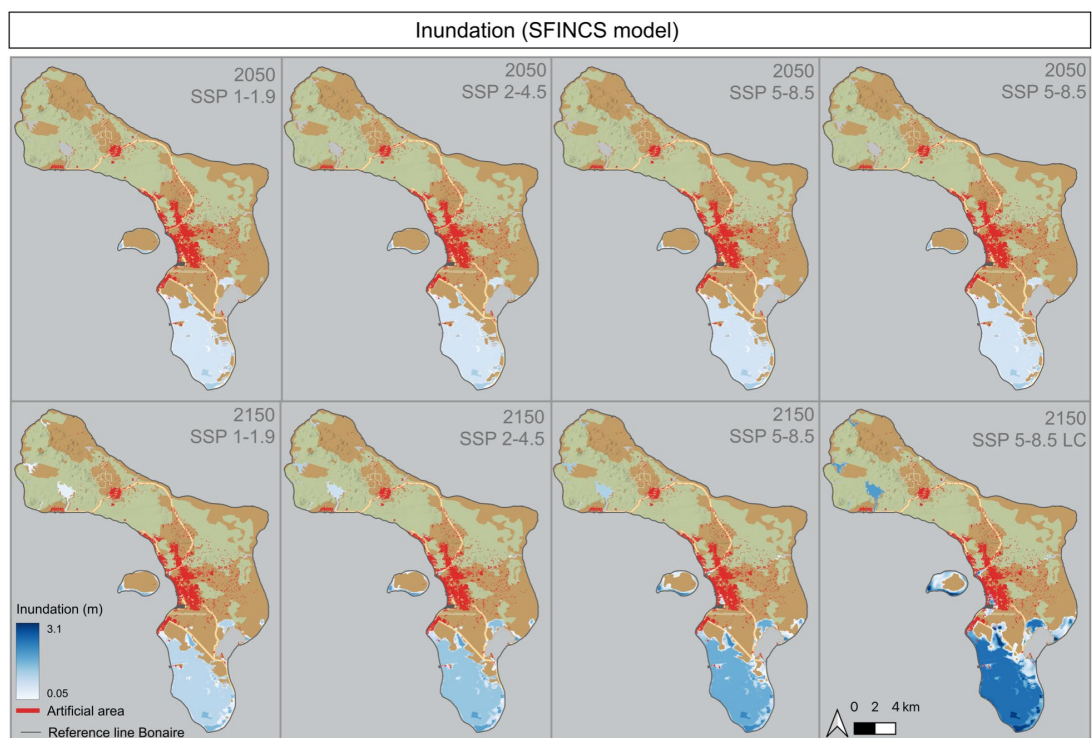 Inundation (SFINCS model)
2050
SSP 1-1.9
2050
SSP 2-4.5
2050
SSP 5-8.5
2050
SSP 5-8.5
2150
SSP 1-1.9
2150
SSP 2-4.5
2150
SSP 5-8.5
2150
SSP 5-8.5 LC
Inundation (m)
3.1
0.05
Artificial area
Reference line Bonaire
0 2 4 km